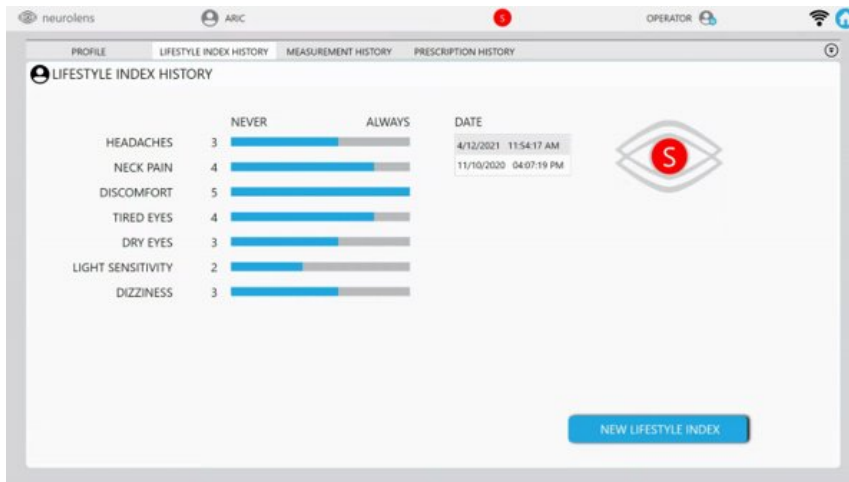 neurolens ARIC S OPERATOR
PROFILE LIFESTYLE INDEX HISTORY MEASUREMENT HISTORY PRESCRIPTION HISTORY
LIFESTYLE INDEX HISTORY
NEVER ALWAYS DATE
HEADACHES 3
NECK PAIN 4
DISCOMFORT 5
TIRED EYES 4
DRY EYES 3
LIGHT SENSITIVITY 2
DIZZINESS 3
4/12/2021 11:54:17 AM
11/10/2020 04:07:19 PM
S
NEW LIFESTYLE INDEX